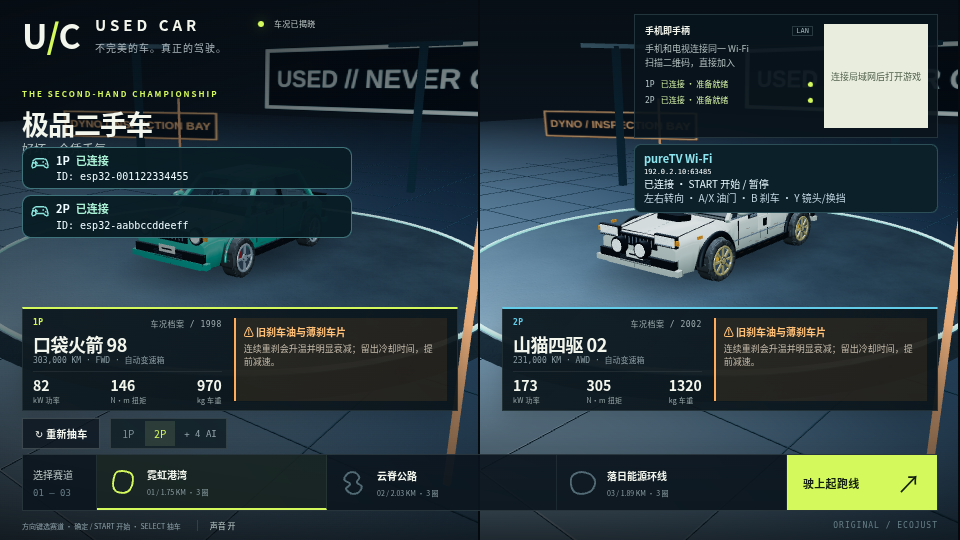 U/C
USED CAR
不完美的车。真正的驾驶。
车况已揭晓
THE SECOND-HAND CHAMPIONSHIP
极品二手车
USED // NEVER
DYNO / INSPECTION BAY
1P 已连接
ID: esp32-001122334455
2P 已连接
ID: esp32-aabbccddeeff
手机即手柄
LAN
手机和电视连接同一 Wi-Fi
扫描二维码，直接加入
1P 已连接 · 准备就绪
2P 已连接 · 准备就绪
连接局域网后打开游戏
pureTV Wi-Fi
192.0.2.10:63485
已连接 · START 开始 / 暂停
左右转向 · A/X 油门 · B 刹车 · Y 镜头/换挡
1P
车况档案 / 1998
口袋火箭 98
303,000 KM · FWD · 自动变速箱
82 146 970
kW 功率 N·m 扭矩 kg 车重
⚠ 旧刹车油与薄刹车片
连续重刹会升温并明显衰减；留出冷却时间，提
前减速。
2P
车况档案 / 2002
山猫四驱 02
231,000 KM · AWD · 自动变速箱
173 305 1320
kW 功率 N·m 扭矩 kg 车重
⚠ 旧刹车油与薄刹车片
连续重刹会升温并明显衰减；留出冷却时间，提
前减速。
↻ 重新抽车
1P 2P + 4 AI
选择赛道
01 — 03
霓虹港湾
01 / 1.75 KM · 3 圈
云脊公路
02 / 2.03 KM · 3 圈
落日能源环线
03 / 1.89 KM · 3 圈
驶上起跑线
方向键选赛道 · 确定 / START 开始 · SELECT 抽车
声音 开
ORIGINAL / ECOJUST